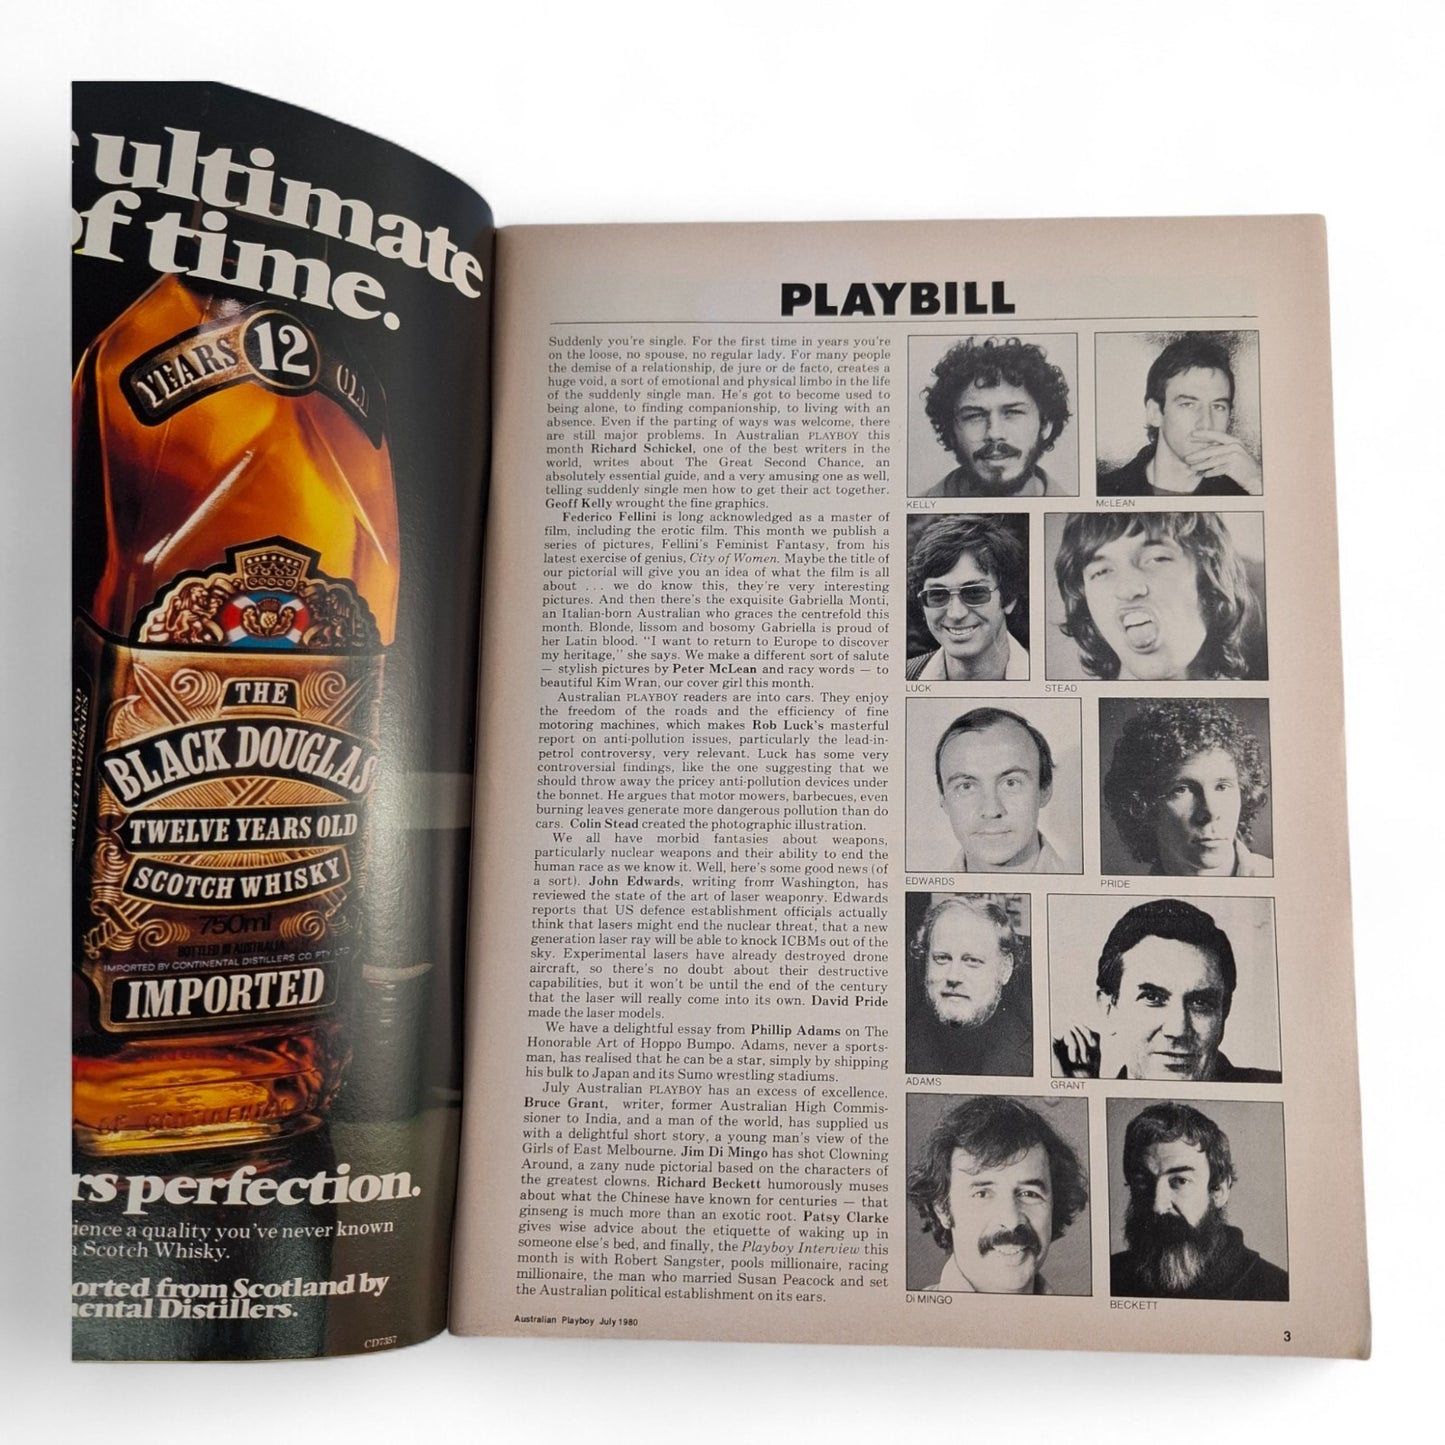 ultimate
of time.
YEARS 12 OLD
THE
BLACK DOUGLAS
TWELVE YEARS OLD
SCOTCH WHISKY
750ml
BOTTLED IN AUSTRALIA
IMPORTED BY CONTINENTAL DISTILLERS CO PTY LTD
IMPORTED
rs perfection.
ience a quality you've never known
a Scotch Whisky.
orted from Scotland by
nental Distillers.
CD7357
PLAYBILL
Suddenly you're single. For the first time in years you're
on the loose, no spouse, no regular lady. For many people
the demise of a relationship, de jure or de facto, creates a
huge void, a sort of emotional and physical limbo in the life
of the suddenly single man. He's got to become used to
being alone, to finding companionship, to living with an
absence. Even if the parting of ways was welcome, there
are still major problems. In Australian PLAYBOY this
month Richard Schickel, one of the best writers in the
world, writes about The Great Second Chance, an
absolutely essential guide, and a very amusing one as well,
telling suddenly single men how to get their act together.
Geoff Kelly wrought the fine graphics.
Federico Fellini is long acknowledged as a master of
film, including the erotic film. This month we publish a
series of pictures, Fellini's Feminist Fantasy, from his
latest exercise of genius, City of Women. Maybe the title of
our pictorial will give you an idea of what the film is all
about . . . we do know this, they're very interesting
pictures. And then there's the exquisite Gabriella Monti,
an Italian-born Australian who graces the centrefold this
month. Blonde, lissom and bosomy Gabriella is proud of
her Latin blood. "I want to return to Europe to discover
my heritage," she says. We make a different sort of salute
— stylish pictures by Peter McLean and racy words — to
beautiful Kim Wran, our cover girl this month.
Australian PLAYBOY readers are into cars. They enjoy
the freedom of the roads and the efficiency of fine
motoring machines, which makes Rob Luck's masterful
report on anti-pollution issues, particularly the lead-in-
petrol controversy, very relevant. Luck has some very
controversial findings, like the one suggesting that we
should throw away the pricey anti-pollution devices under
the bonnet. He argues that motor mowers, barbecues, even
burning leaves generate more dangerous pollution than do
cars. Colin Stead created the photographic illustration.
We all have morbid fantasies about weapons,
particularly nuclear weapons and their ability to end the
human race as we know it. Well, here's some good news (of
a sort). John Edwards, writing from Washington, has
reviewed the state of the art of laser weaponry. Edwards
reports that US defence establishment officials actually
think that lasers might end the nuclear threat, that a new
generation laser ray will be able to knock ICBMs out of the
sky. Experimental lasers have already destroyed drone
aircraft, so there's no doubt about their destructive
capabilities, but it won't be until the end of the century
that the laser will really come into its own. David Pride
made the laser models.
We have a delightful essay from Phillip Adams on The
Honorable Art of Hoppo Bumpo. Adams, never a sports-
man, has realised that he can be a star, simply by shipping
his bulk to Japan and its Sumo wrestling stadiums.
July Australian PLAYBOY has an excess of excellence.
Bruce Grant, writer, former Australian High Commis-
sioner to India, and a man of the world, has supplied us
with a delightful short story, a young man's view of the
Girls of East Melbourne. Jim Di Mingo has shot Clowning
Around, a zany nude pictorial based on the characters of
the greatest clowns. Richard Beckett humorously muses
about what the Chinese have known for centuries — that
ginseng is much more than an exotic root. Patsy Clarke
gives wise advice about the etiquette of waking up in
someone else's bed, and finally, the Playboy Interview this
month is with Robert Sangster, pools millionaire, racing
millionaire, the man who married Susan Peacock and set
the Australian political establishment on its ears.
KELLY
McLEAN
LUCK
STEAD
EDWARDS
PRIDE
ADAMS
GRANT
Di MINGO
BECKETT
Australian Playboy July 1980
3